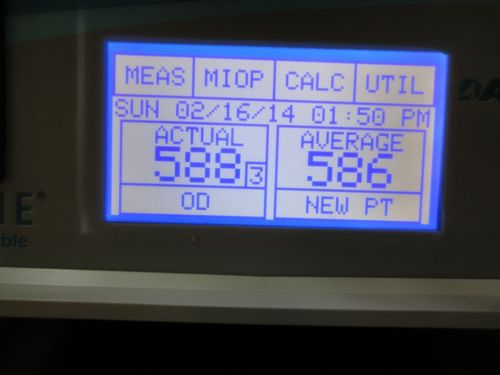 MEAS MIOP CALC UTIL
SUN 02/16/14 01:50 PM
ACTUAL AVERAGE
588 3 586
OD NEW PT